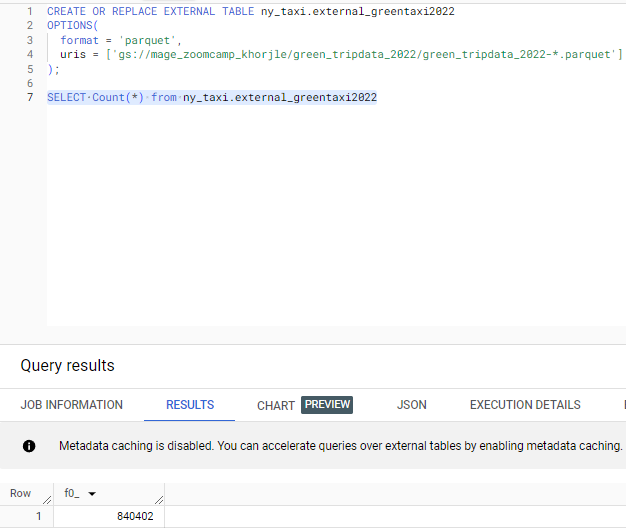 1 CREATE OR REPLACE EXTERNAL TABLE ny_taxi.external_greentaxi2022
2 OPTIONS(
3 format = 'parquet',
4 uris = ['gs://mage_zoomcamp_khorjle/green_tripdata_2022/green_tripdata_2022-*.parquet']
5 );
6
7 SELECT Count(*) from ny_taxi.external_greentaxi2022
Query results
JOB INFORMATION RESULTS CHART PREVIEW JSON EXECUTION DETAILS
Metadata caching is disabled. You can accelerate queries over external tables by enabling metadata caching.
Row f0_
1 840402